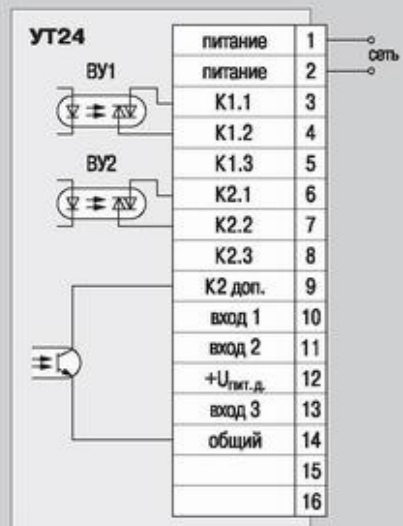 УТ24
ВУ1
ВУ2
питание 1
питание 2
сеть
К1.1 3
К1.2 4
К1.3 5
К2.1 6
К2.2 7
К2.3 8
К2 доп. 9
вход 1 10
вход 2 11
+Uпит.д. 12
вход 3 13
общий 14
15
16